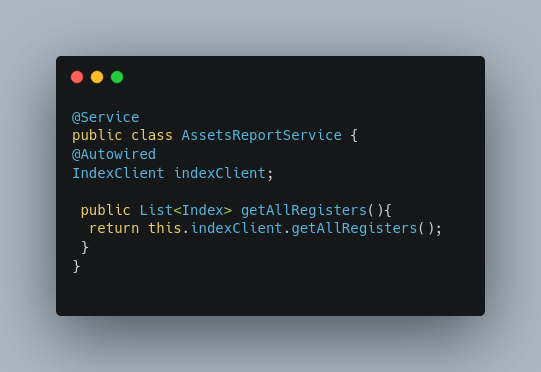 @Service
public class AssetsReportService {
@Autowired
IndexClient indexClient;

 public List<Index> getAllRegisters(){
  return this.indexClient.getAllRegisters();
 }
}